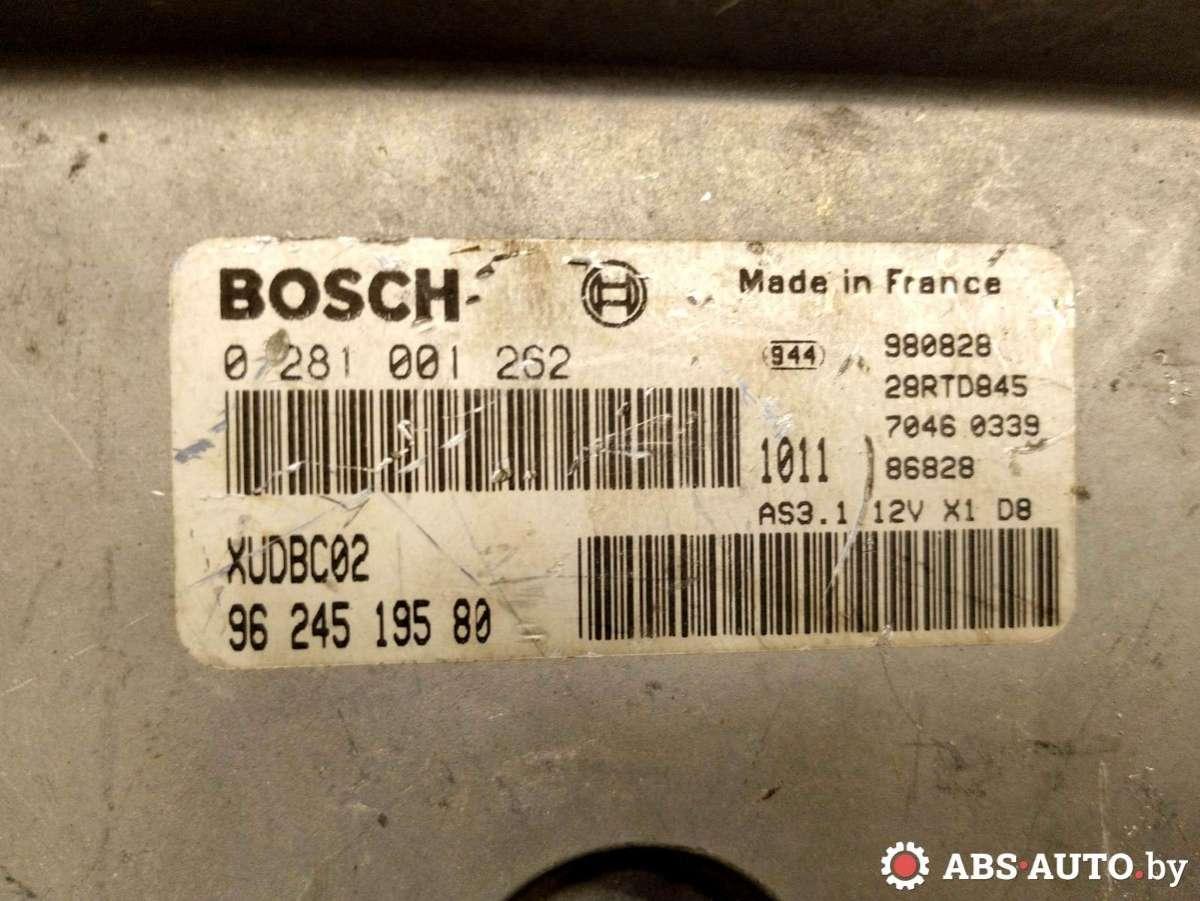 BOSCH
Made in France
0 281 001 262
944
980828
28RTD845
7046 0339
1011
86828
AS3.1 12V X1 D8
XUDBC02
96 245 195 80
ABS·AUTO.by